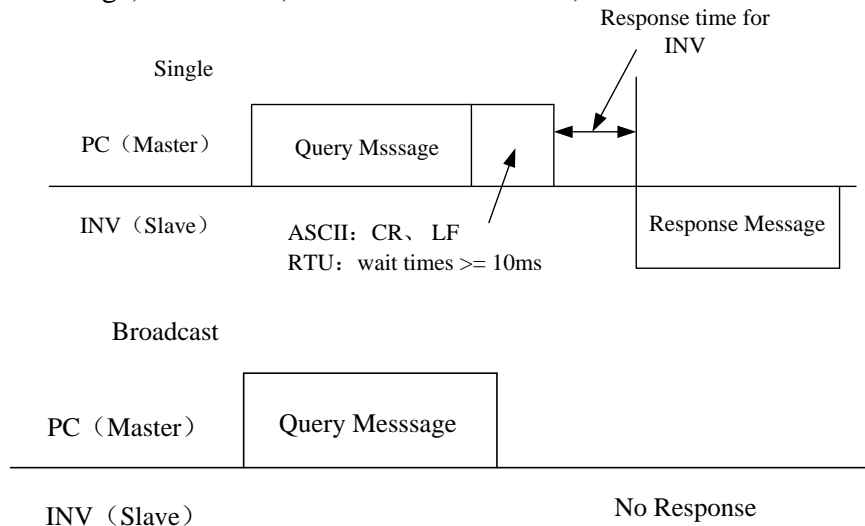 Response time for
INV
Single
PC（Master）
Query Msssage
INV（Slave）
ASCII：CR、 LF
RTU：wait times >= 10ms
Response Message
Broadcast
PC（Master）
Query Messsage
INV（Slave）
No Response